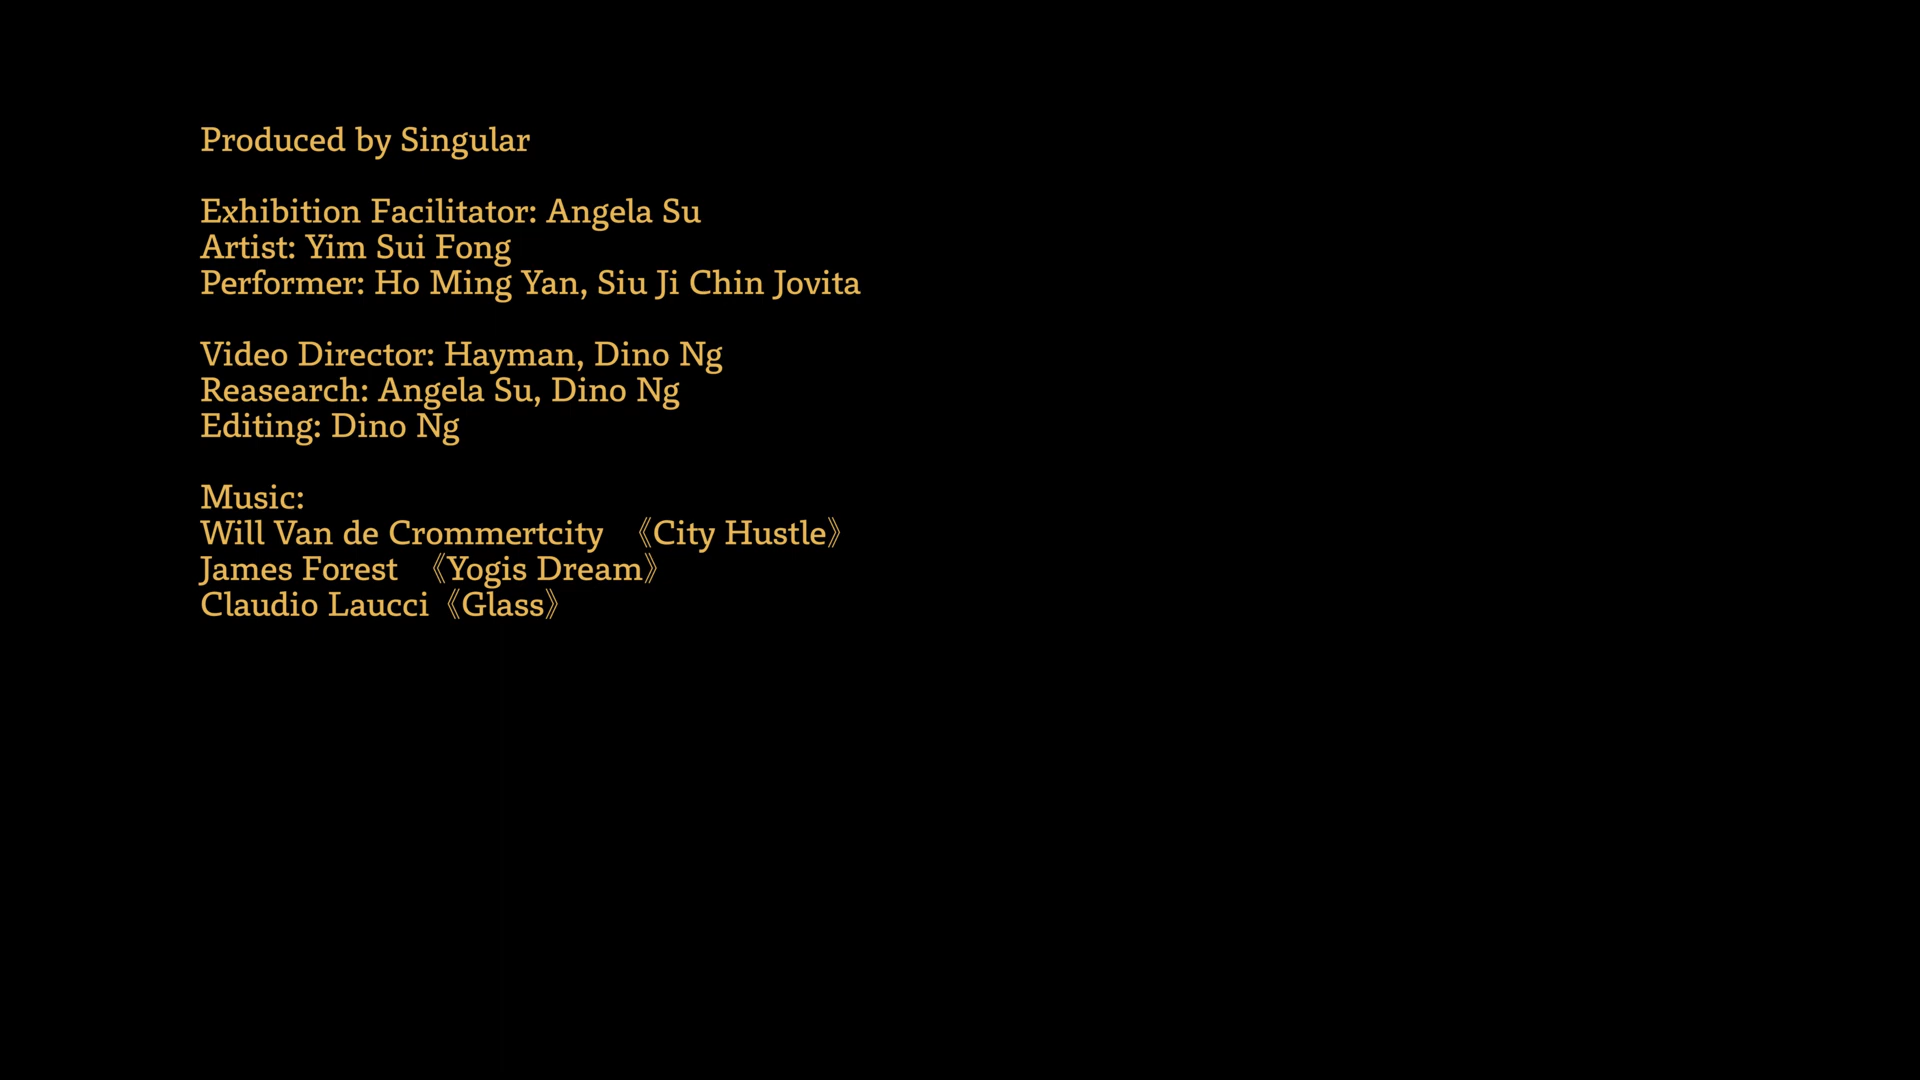 Produced by Singular
Exhibition Facilitator: Angela Su
Artist: Yim Sui Fong
Performer: Ho Ming Yan, Siu Ji Chin Jovita
Video Director: Hayman, Dino Ng
Reasearch: Angela Su, Dino Ng
Editing: Dino Ng
Music:
Will Van de Crommertcity 《City Hustle》
James Forest 《Yogis Dream》
Claudio Laucci《Glass》